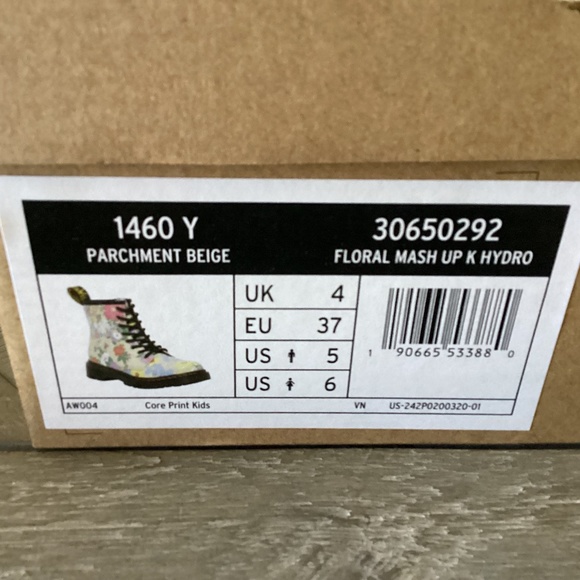 1460 Y
PARCHMENT BEIGE
30650292
FLORAL MASH UP K HYDRO
UK 4
EU 37
US 5
US 6
1 90665 53388 0
AW004 Core Print Kids VN US-242P0200320-01